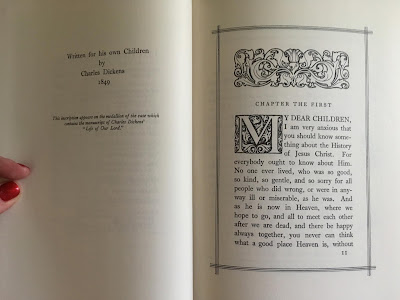 Written for his own Children
by
Charles Dickens
1849
This inscription appears on the medallion of the case which
contains the manuscript of Charles Dickens'
"Life of Our Lord."
CHAPTER THE FIRST
MY DEAR CHILDREN,
I am very anxious that
you should know some-
thing about the History
of Jesus Christ. For
everybody ought to know about Him.
No one ever lived, who was so good,
so kind, so gentle, and so sorry for all
people who did wrong, or were in any-
way ill or miserable, as he was. And
as he is now in Heaven, where we
hope to go, and all to meet each other
after we are dead, and there be happy
always together, you never can think
what a good place Heaven is, without
11